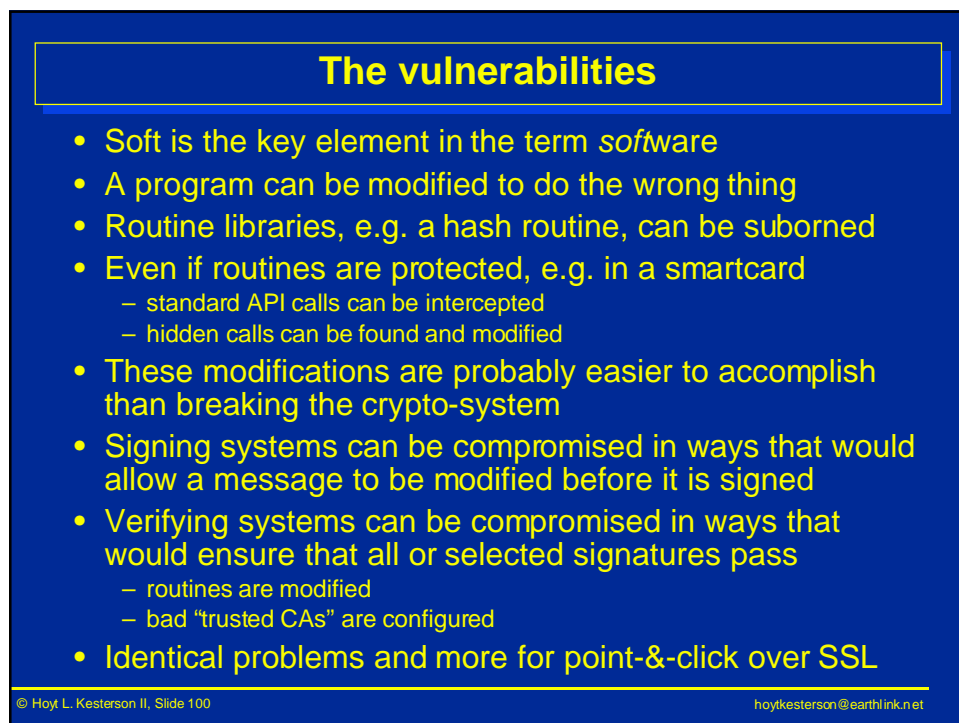 The vulnerabilities
• Soft is the key element in the term software
• A program can be modified to do the wrong thing
• Routine libraries, e.g. a hash routine, can be suborned
• Even if routines are protected, e.g. in a smartcard
– standard API calls can be intercepted
– hidden calls can be found and modified
• These modifications are probably easier to accomplish
than breaking the crypto-system
• Signing systems can be compromised in ways that would
allow a message to be modified before it is signed
• Verifying systems can be compromised in ways that
would ensure that all or selected signatures pass
– routines are modified
– bad “trusted CAs” are configured
• Identical problems and more for point-&-click over SSL
© Hoyt L. Kesterson II, Slide 100
hoytkesterson@earthlink.net